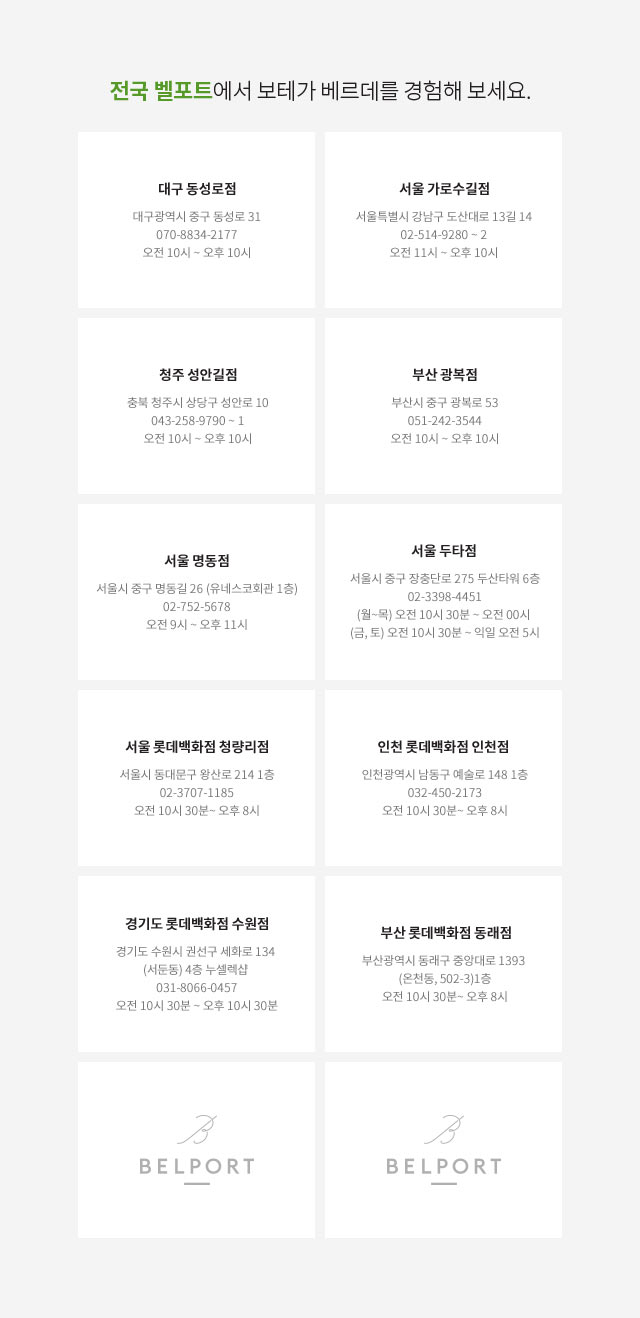 전국 벨포트에서 보테가 베르데를 경험해 보세요.
대구 동성로점
대구광역시 중구 동성로 31
070-8834-2177
오전 10시 ~ 오후 10시
서울 가로수길점
서울특별시 강남구 도산대로 13길 14
02-514-9280 ~ 2
오전 11시 ~ 오후 10시
청주 성안길점
충북 청주시 상당구 성안로 10
043-258-9790 ~ 1
오전 10시 ~ 오후 10시
부산 광복점
부산시 중구 광복로 53
051-242-3544
오전 10시 ~ 오후 10시
서울 명동점
서울시 중구 명동길 26 (유네스코회관 1층)
02-752-5678
오전 9시 ~ 오후 11시
서울 두타점
서울시 중구 장충단로 275 두산타워 6층
02-3398-4451
(월~목) 오전 10시 30분 ~ 오전 00시
(금, 토) 오전 10시 30분 ~ 익일 오전 5시
서울 롯데백화점 청량리점
서울시 동대문구 왕산로 214 1층
02-3707-1185
오전 10시 30분~ 오후 8시
인천 롯데백화점 인천점
인천광역시 남동구 예술로 148 1층
032-450-2173
오전 10시 30분~ 오후 8시
경기도 롯데백화점 수원점
경기도 수원시 권선구 세화로 134
(서둔동) 4층 누셀렉샵
031-8066-0457
오전 10시 30분 ~ 오후 10시 30분
부산 롯데백화점 동래점
부산광역시 동래구 중앙대로 1393
(온천동, 502-3)1층
오전 10시 30분~ 오후 8시
B
BELPORT
B
BELPORT